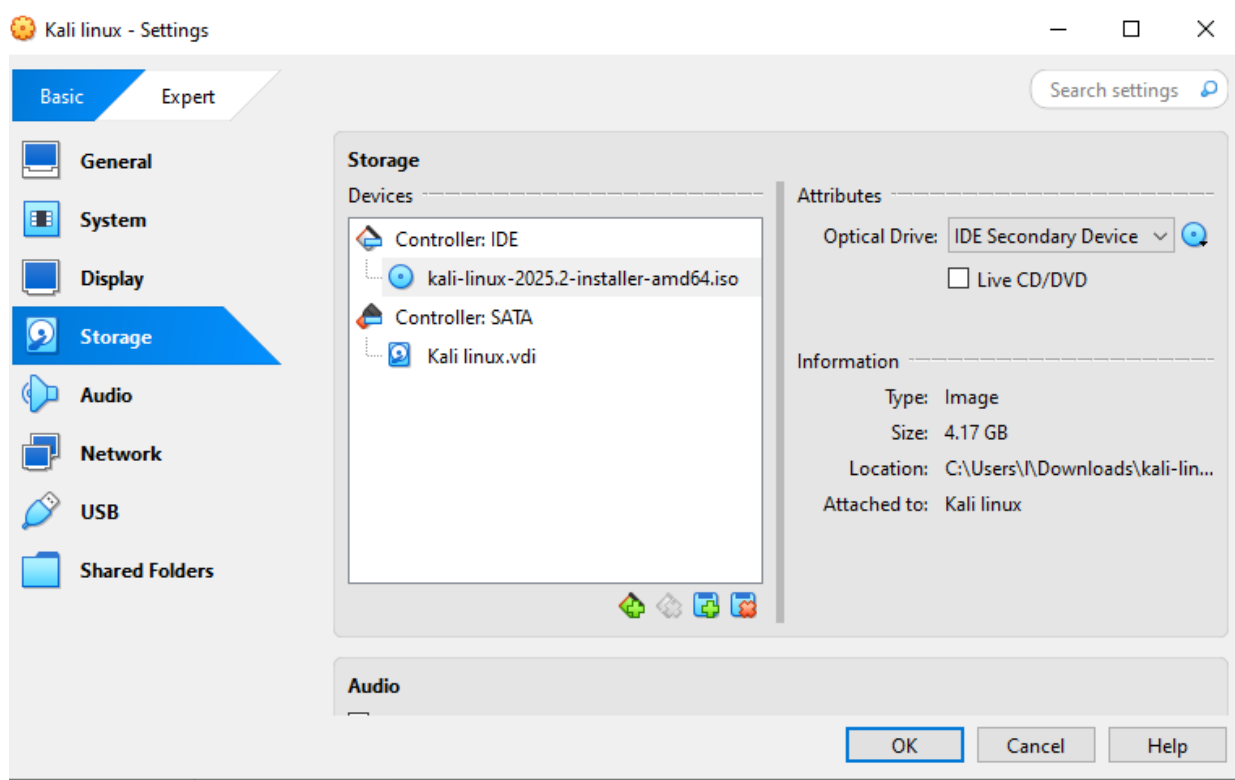 Kali linux - Settings
Basic
Expert
Search settings
General
System
Display
Storage
Audio
Network
USB
Shared Folders
Storage
Devices
Controller: IDE
kali-linux-2025.2-installer-amd64.iso
Controller: SATA
Kali linux.vdi
Attributes
Optical Drive: IDE Secondary Device
Live CD/DVD
Information
Type: Image
Size: 4.17 GB
Location: C:\Users\I\Downloads\kali-lin...
Attached to: Kali linux
Audio
OK
Cancel
Help